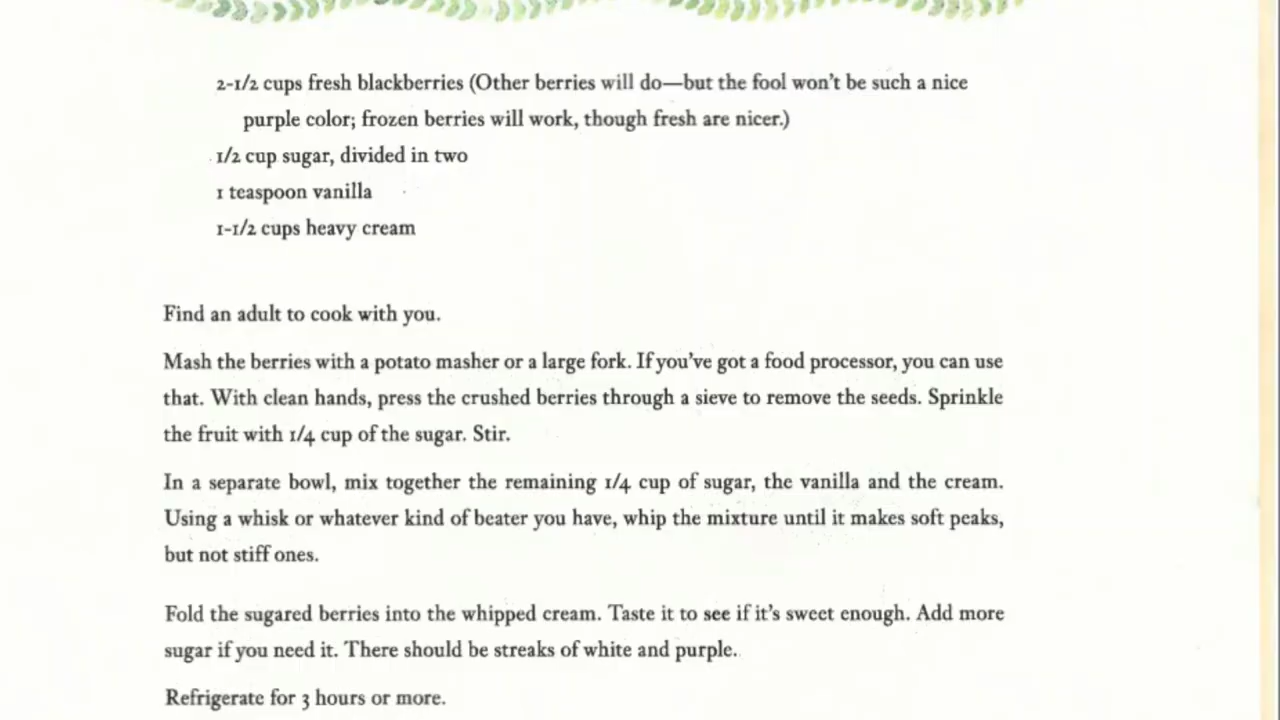 2-1/2 cups fresh blackberries (Other berries will do—but the fool won't be such a nice
purple color; frozen berries will work, though fresh are nicer.)
1/2 cup sugar, divided in two
1 teaspoon vanilla
1-1/2 cups heavy cream
Find an adult to cook with you.
Mash the berries with a potato masher or a large fork. If you've got a food processor, you can use
that. With clean hands, press the crushed berries through a sieve to remove the seeds. Sprinkle
the fruit with 1/4 cup of the sugar. Stir.
In a separate bowl, mix together the remaining 1/4 cup of sugar, the vanilla and the cream.
Using a whisk or whatever kind of beater you have, whip the mixture until it makes soft peaks,
but not stiff ones.
Fold the sugared berries into the whipped cream. Taste it to see if it's sweet enough. Add more
sugar if you need it. There should be streaks of white and purple.
Refrigerate for 3 hours or more.